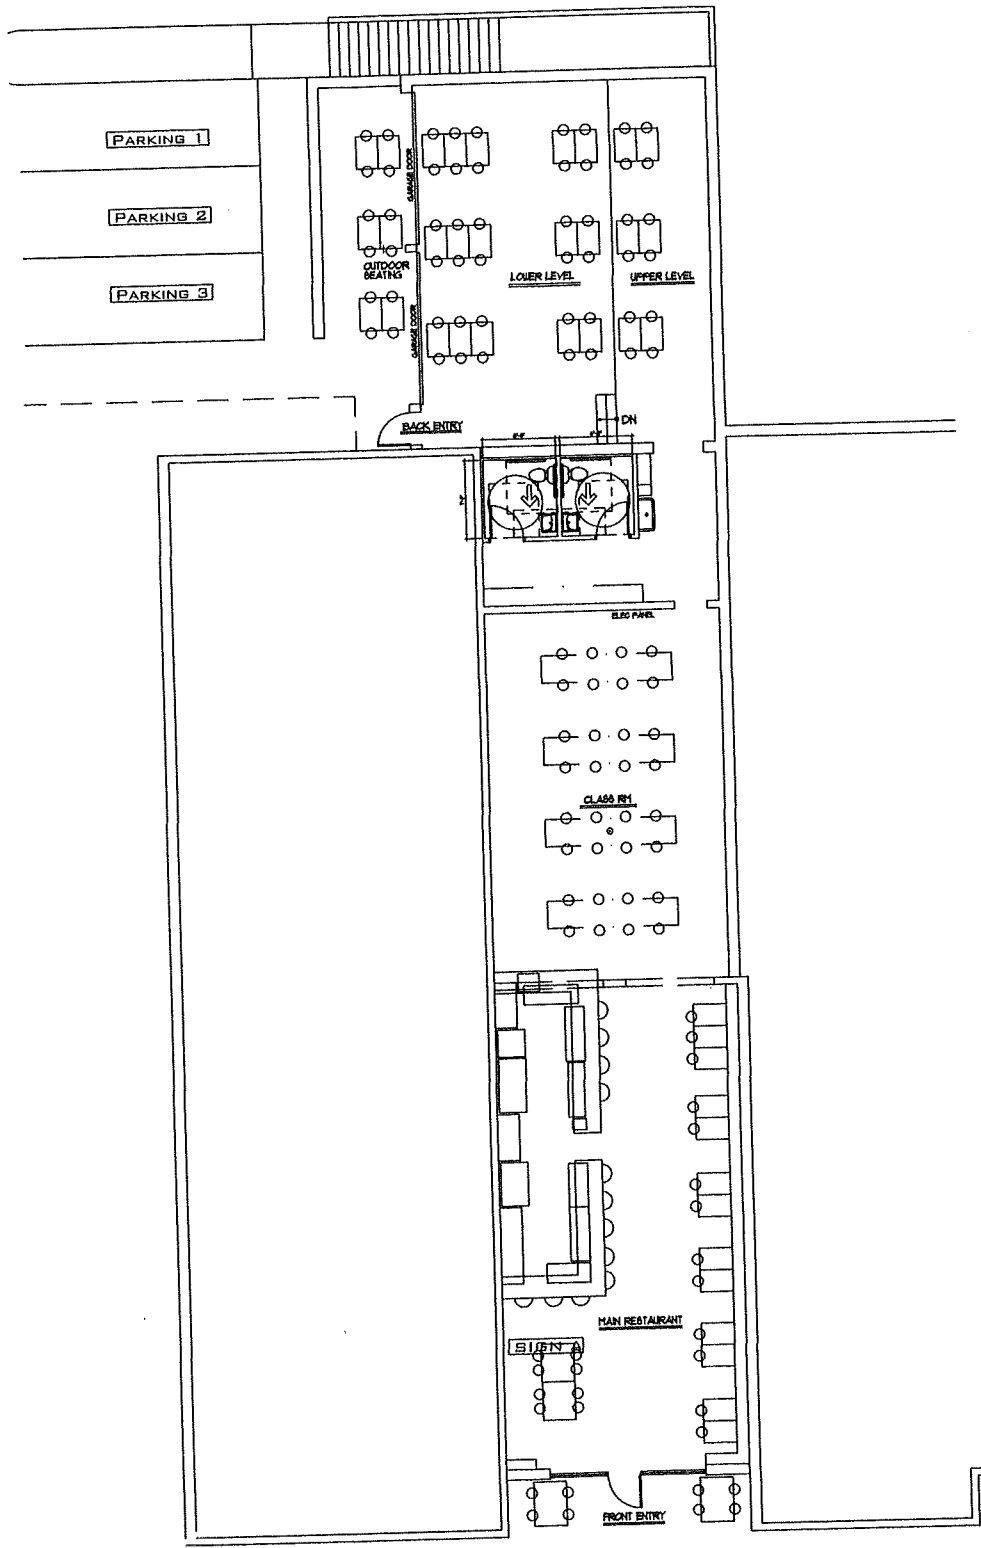 PARKING 1
PARKING 2
PARKING 3
GARAGE DOOR
OUTDOOR
SEATING
LOWER LEVEL
UPPER LEVEL
GARAGE DOOR
BACK ENTRY
DN
ELEC PANEL
CLASS RM
MAIN RESTAURANT
SIGN A
FRONT ENTRY